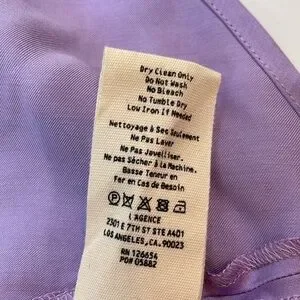 Dry Clean Only
Do Not Wash
No Bleach
No Tumble Dry
Low Iron If Needed
Nettoyage à Ses Seulement
Ne Pas Laver
Ne Pas Javelliser.
Ne pas Sècher à la Machine.
Basse Teneur en
Fer en Cas de Besoin
L'AGENCE
2301 E 7TH ST STE A401
LOS ANGELES, CA. 90023
RN 126654
PO# 05882